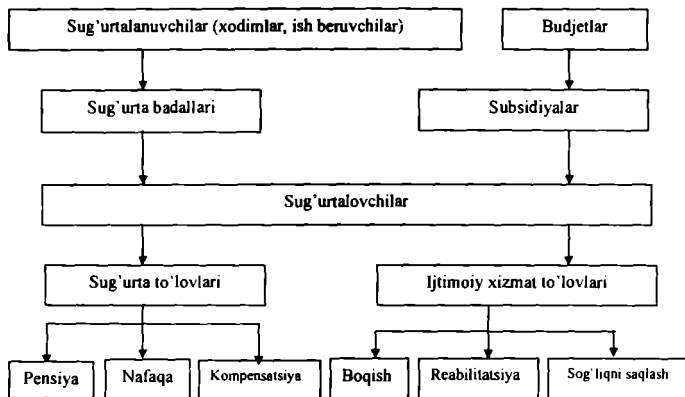 Sug'urtalanuvchilar (xodimlar, ish beruvchilar)
Budjetlar
Sug'urta badallari
Subsidiyalar
Sug'urtalovchilar
Sug'urta to'lovlari
Ijtimoiy xizmat to'lovlari
Pensiya
Nafaqa
Kompensatsiya
Boqish
Reabilitatsiya
Sog'liqni saqlash